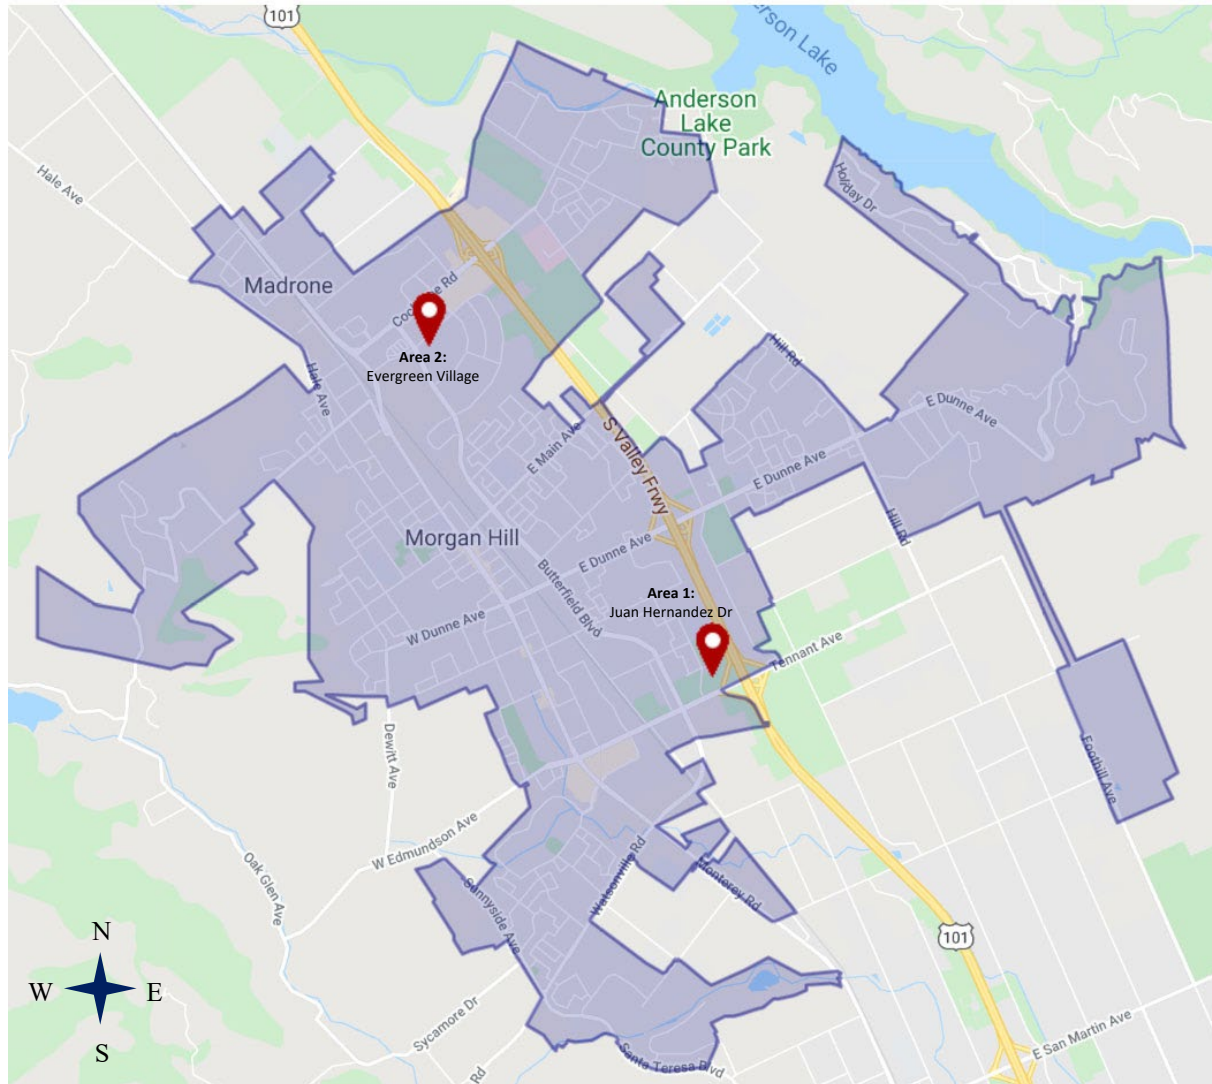 101
erson Lake
Anderson
Lake
County Park
Hale Ave
Holiday Dr
Madrone
Cochrane Rd
Area 2:
Evergreen Village
Hill Rd
Hale Ave
E Dunne Ave
S Valley Frwy
E Main Ave
E Dunne Ave
Morgan Hill
Hill Rd
E Dunne Ave
Butterfield Blvd
Area 1:
Juan Hernandez Dr
W Dunne Ave
Tennant Ave
Dewitt Ave
Foothill Ave
W Edmundson Ave
Oak Glen Ave
Sunnyside Ave
Watsonville Rd
Monterey Rd
N
W
E
S
101
Sycamore Dr
E San Martin Ave
Santa Teresa Blvd
Rd